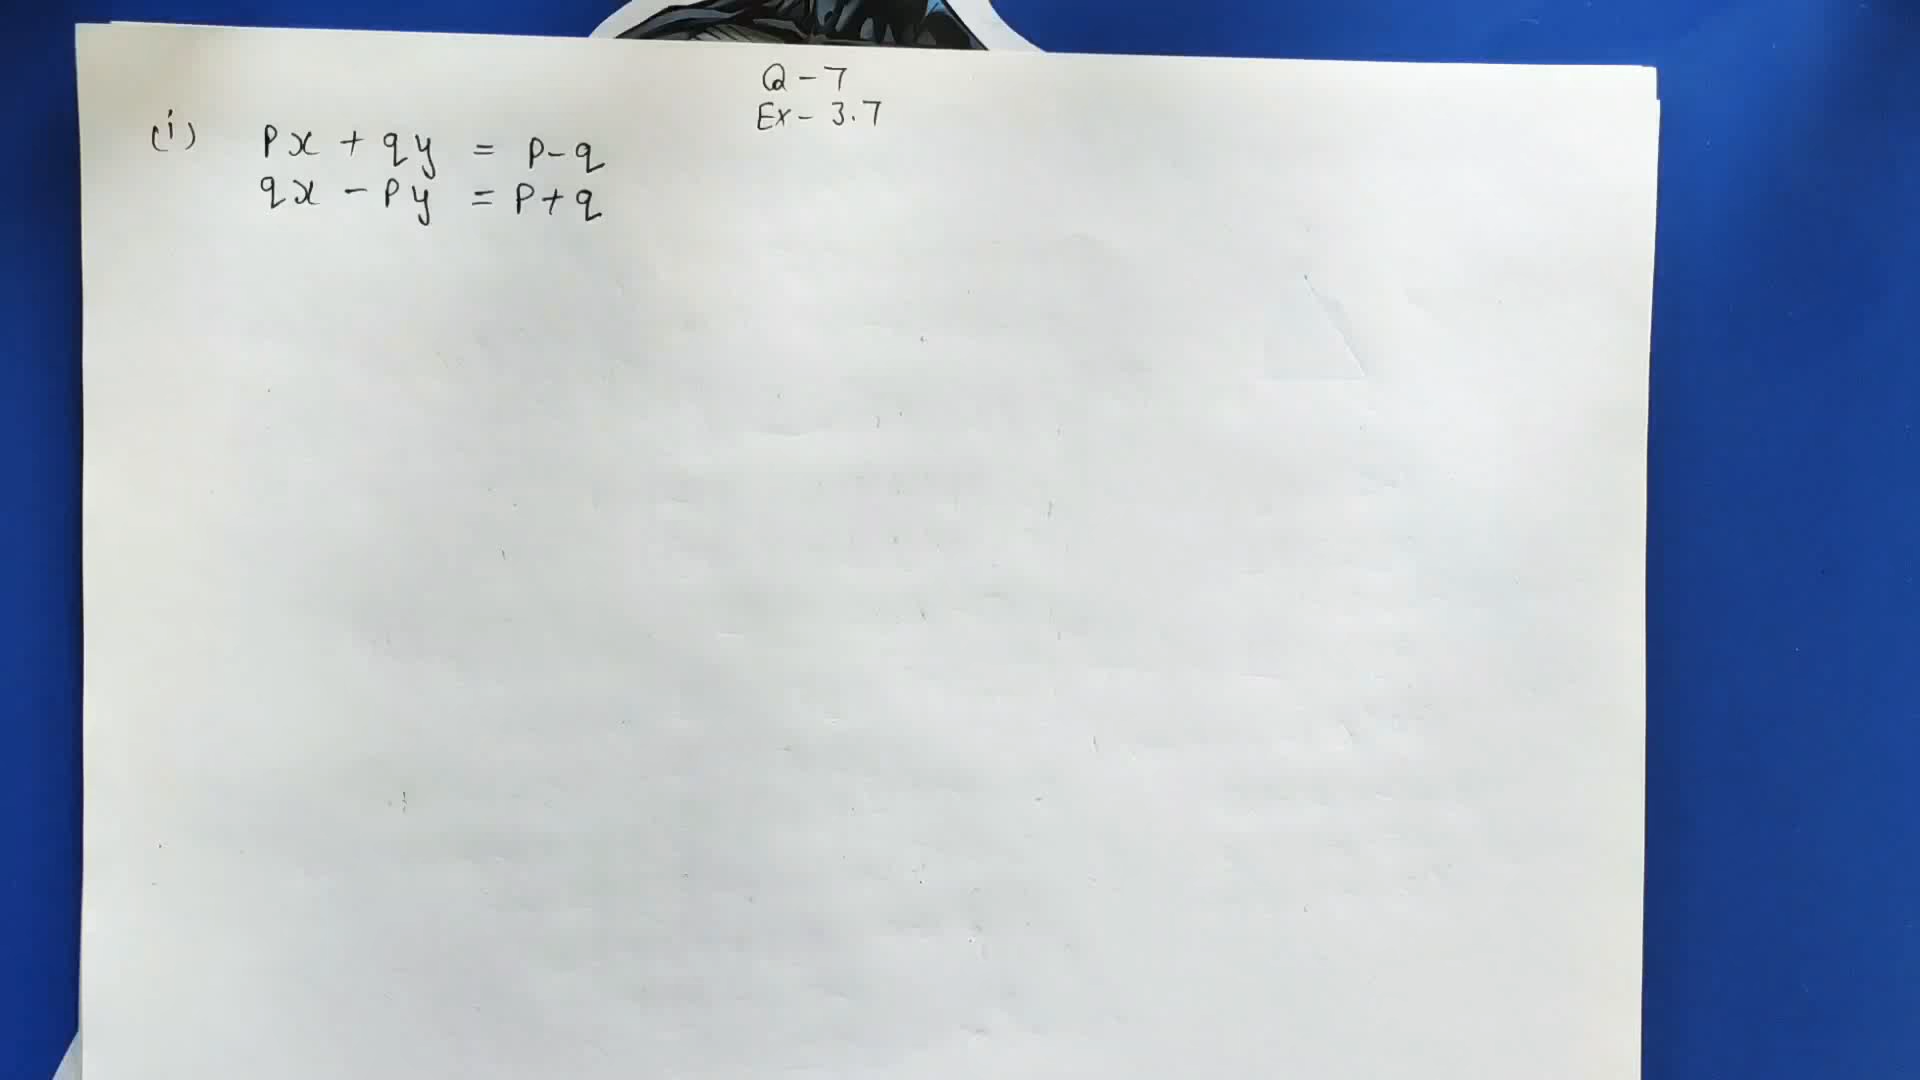 Q - 7
Ex - 3.7
(i) px + qy = p - q
qx - py = p + q